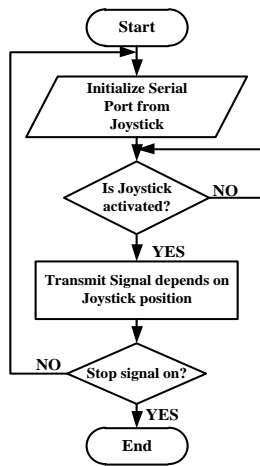 Start
Initialize Serial
Port from
Joystick
Is Joystick
activated?
NO
YES
Transmit Signal depends on
Joystick position
NO
Stop signal on?
YES
End